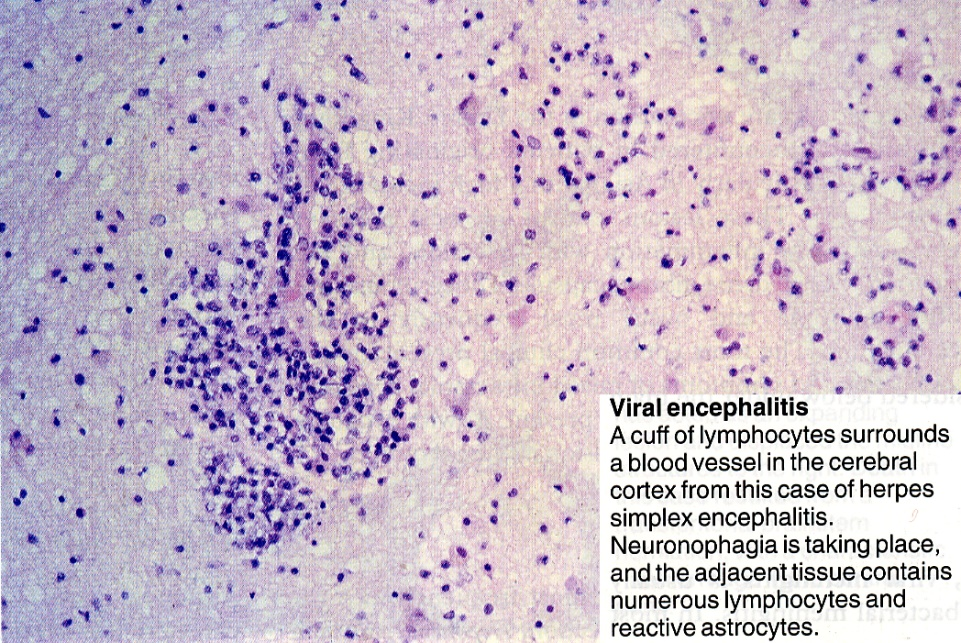 Viral encephalitis
A cuff of lymphocytes surrounds
a blood vessel in the cerebral
cortex from this case of herpes
simplex encephalitis.
Neuronophagia is taking place,
and the adjacent tissue contains
numerous lymphocytes and
reactive astrocytes.